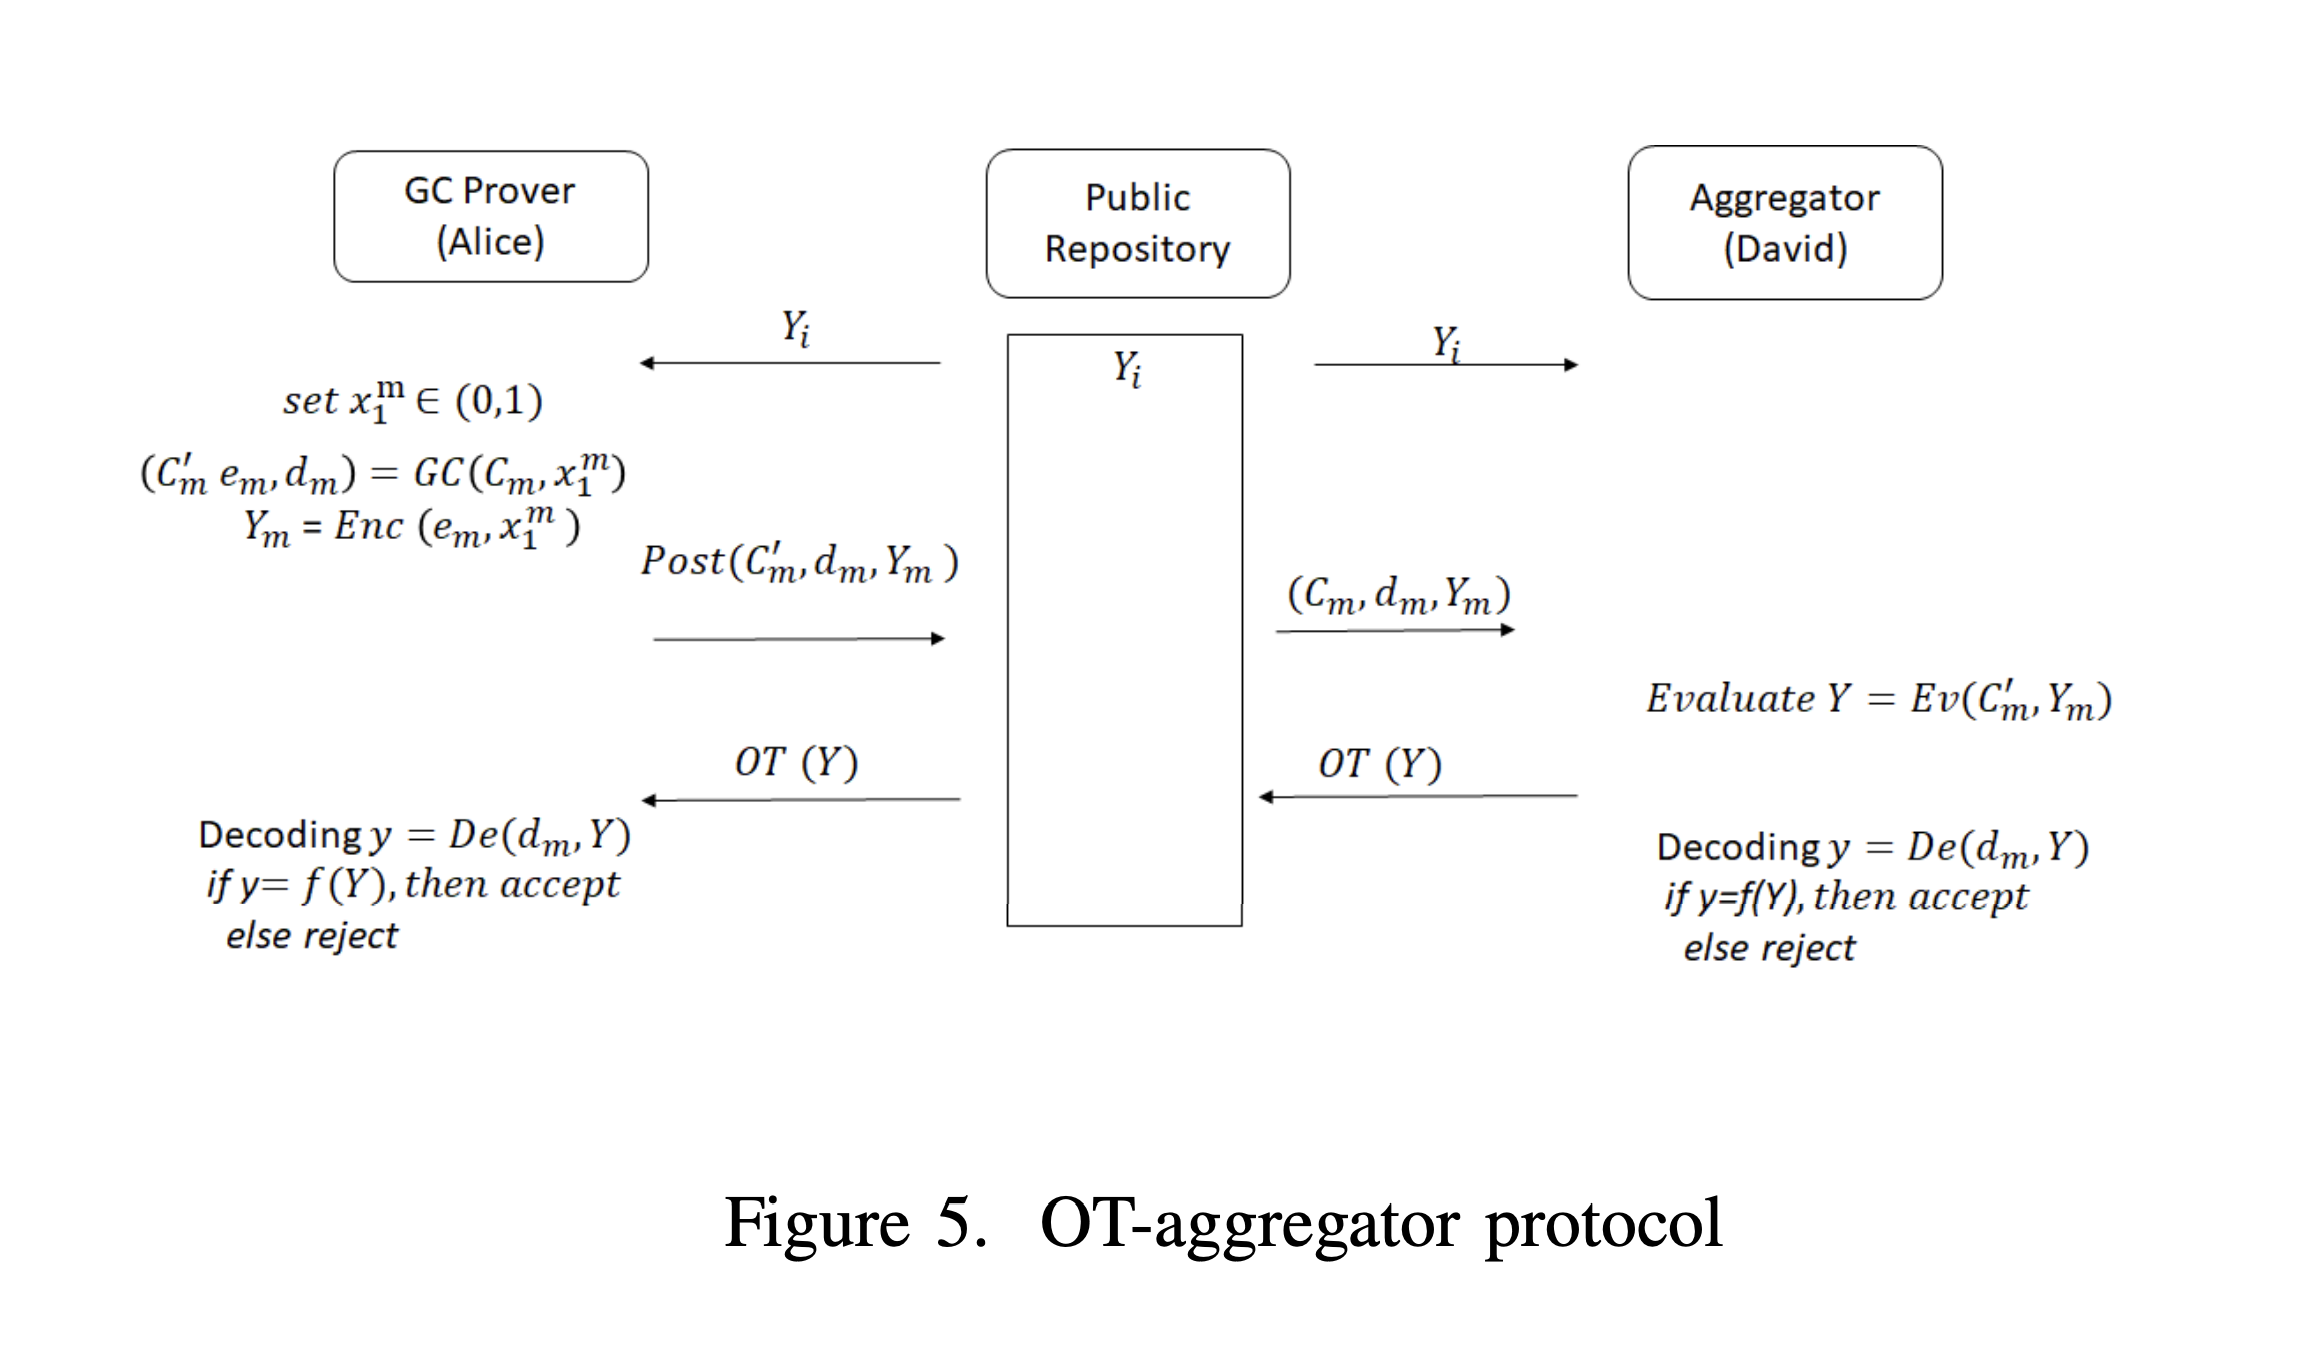 GC Prover
(Alice)
Public
Repository
Aggregator
(David)
Y_i
Y_i
Y_i
set x_1^m ∈ (0,1)
(C'_m e_m, d_m) = GC(C_m, x_1^m)
Y_m = Enc (e_m, x_1^m )
Post(C'_m, d_m, Y_m )
(C_m, d_m, Y_m)
Evaluate Y = Ev(C'_m, Y_m)
OT (Y)
OT (Y)
Decoding y = De(d_m, Y)
if y= f(Y), then accept
else reject
Decoding y = De(d_m, Y)
if y=f(Y), then accept
else reject
Figure 5. OT-aggregator protocol